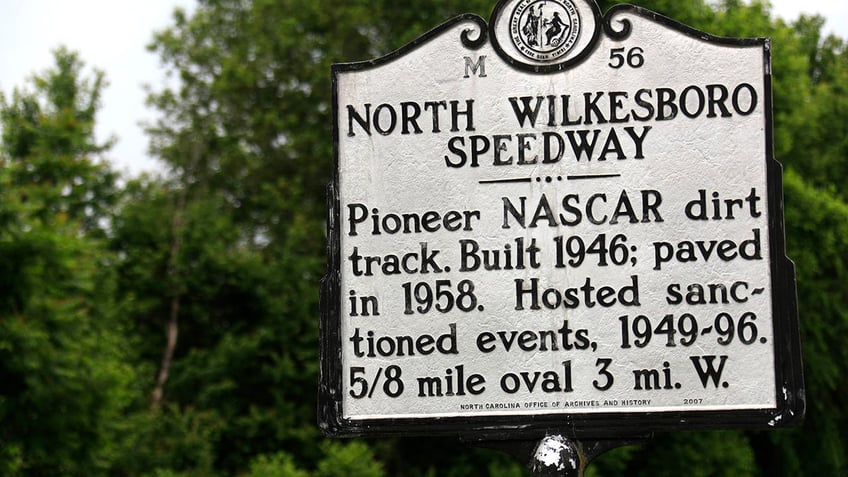 M 56
NORTH WILKESBORO
SPEEDWAY
Pioneer NASCAR dirt
track. Built 1946; paved
in 1958. Hosted sanc-
tioned events, 1949-96.
5/8 mile oval 3 mi. W.
NORTH CAROLINA OFFICE OF ARCHIVES AND HISTORY 2007